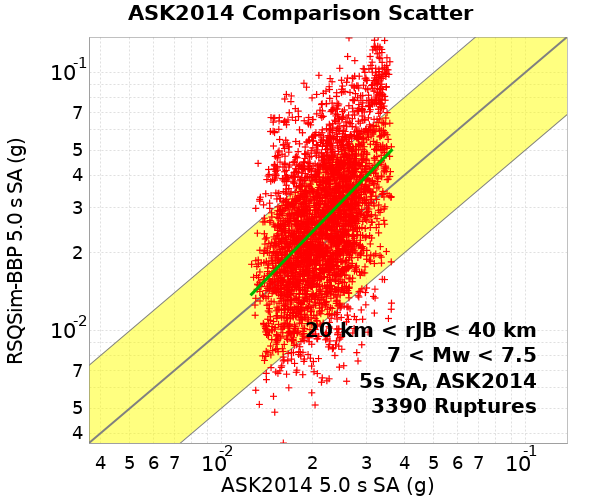 ASK2014 Comparison Scatter
RSQSim-BBP 5.0 s SA (g)
10-1
7
5
4
3
2
10-2
7
5
4
20 km < rJB < 40 km
7 < Mw < 7.5
5s SA, ASK2014
3390 Ruptures
4 5 6 7 10-2 2 3 4 5 6 7 10-1
ASK2014 5.0 s SA (g)